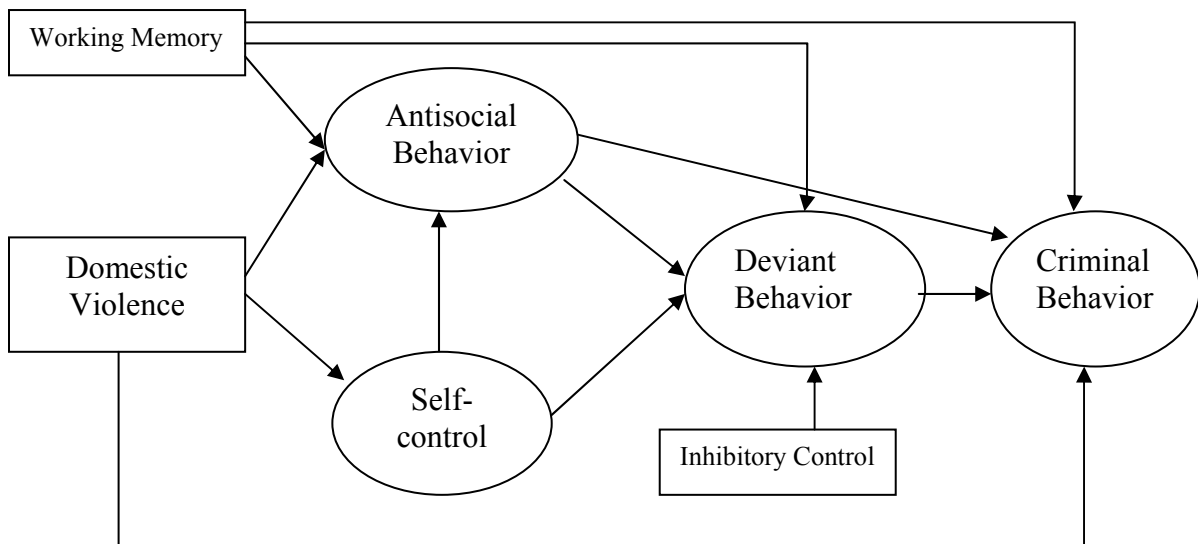 Working Memory
Antisocial
Behavior
Domestic
Violence
Deviant
Behavior
Criminal
Behavior
Self-
control
Inhibitory Control